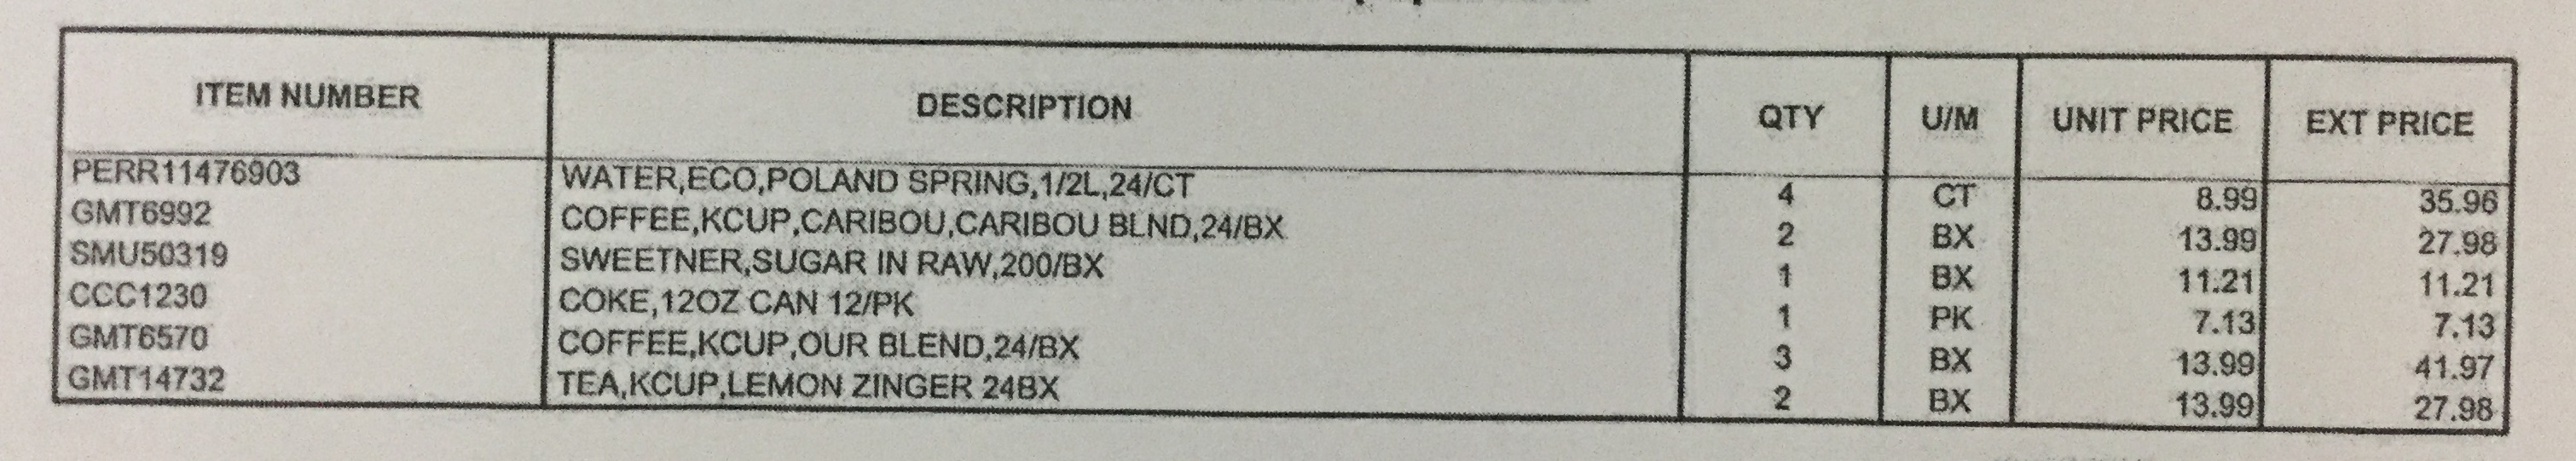 ITEM NUMBER DESCRIPTION QTY U/M UNIT PRICE EXT PRICE
PERR11476903 WATER,ECO,POLAND SPRING,1/2L,24/CT 4 CT 8.99 35.96
GMT6992 COFFEE,KCUP,CARIBOU,CARIBOU BLND,24/BX 2 BX 13.99 27.98
SMU50319 SWEETNER,SUGAR IN RAW,200/BX 1 BX 11.21 11.21
CCC1230 COKE,12OZ CAN 12/PK 1 PK 7.13 7.13
GMT6570 COFFEE,KCUP,OUR BLEND,24/BX 3 BX 13.99 41.97
GMT14732 TEA,KCUP,LEMON ZINGER 24BX 2 BX 13.99 27.98